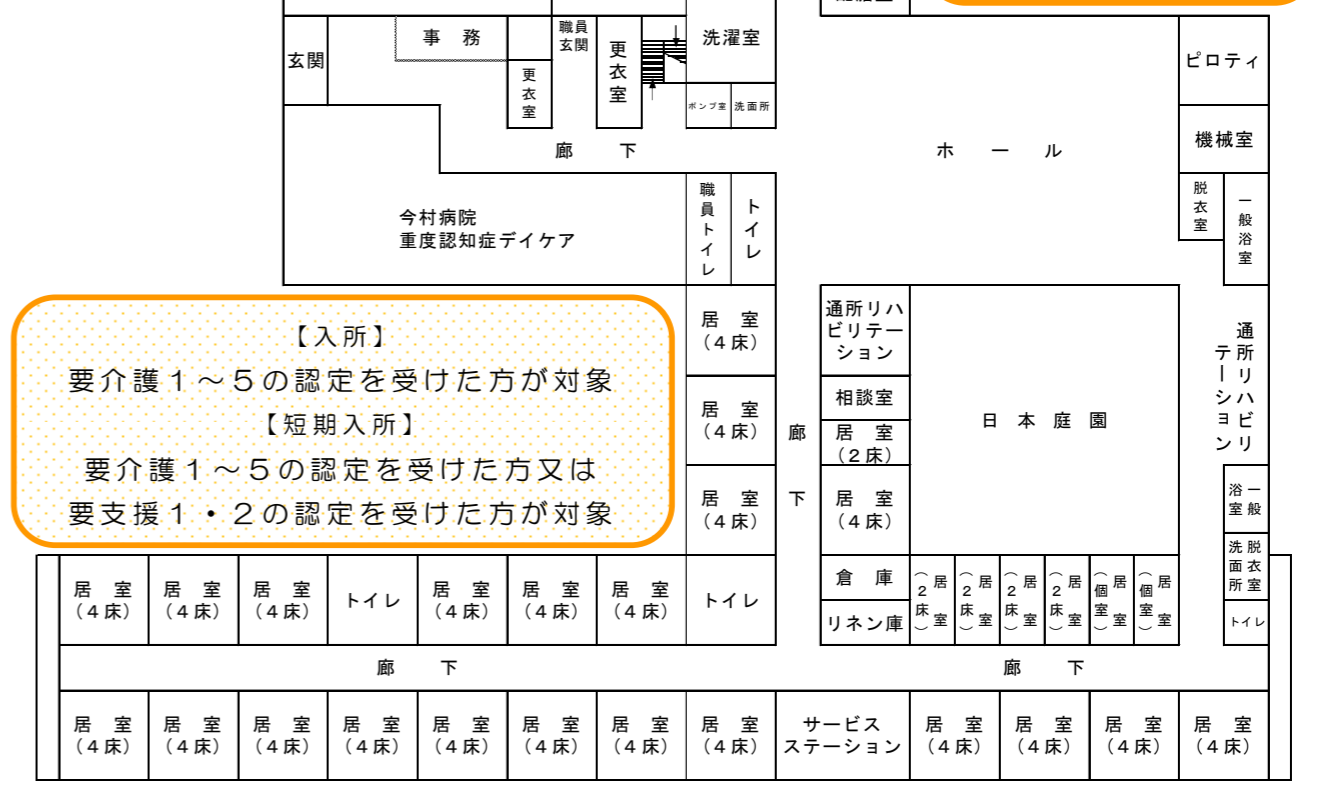 事　務
職員
玄関
玄関
更衣室
更衣室
洗濯室
ポンプ室
洗面所
ピロティ
機械室
廊　下
ホ　ー　ル
脱衣室
一般浴室
今村病院
重度認知症デイケア
職員トイレ
トイレ
【入所】
要介護１～５の認定を受けた方が対象
【短期入所】
要介護１～５の認定を受けた方又は
要支援１・２の認定を受けた方が対象
居　室
（４床）
居　室
（４床）
居　室
（４床）
廊　下
通所リハ
ビリテー
ション
相談室
居　室
（２床）
居　室
（４床）
日　本　庭　園
通所リハビリ
テーション
一般
浴室
脱衣室
洗面所
トイレ
居　室
（４床）
居　室
（４床）
居　室
（４床）
トイレ
居　室
（４床）
居　室
（４床）
居　室
（４床）
トイレ
倉　庫
リネン庫
居室
（２床）
居室
（２床）
居室
（２床）
居室
（２床）
居室
（個室）
居室
（個室）
廊　下
廊　下
居　室
（４床）
居　室
（４床）
居　室
（４床）
居　室
（４床）
居　室
（４床）
居　室
（４床）
居　室
（４床）
居　室
（４床）
サービス
ステーション
居　室
（４床）
居　室
（４床）
居　室
（４床）
居　室
（４床）